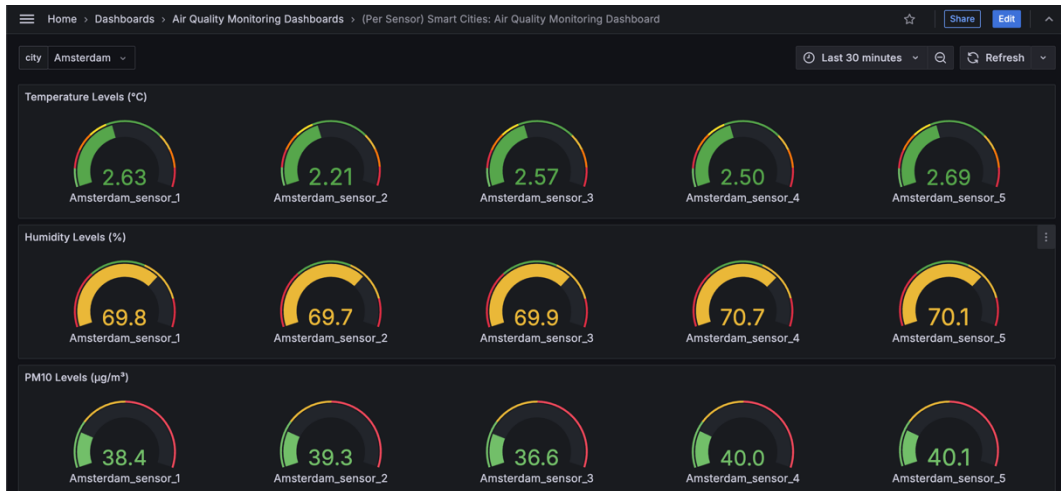 Home › Dashboards › Air Quality Monitoring Dashboards › (Per Sensor) Smart Cities: Air Quality Monitoring Dashboard
Share Edit
city Amsterdam
Last 30 minutes Refresh
Temperature Levels (°C)
2.63 2.21 2.57 2.50 2.69
Amsterdam_sensor_1 Amsterdam_sensor_2 Amsterdam_sensor_3 Amsterdam_sensor_4 Amsterdam_sensor_5
Humidity Levels (%)
69.8 69.7 69.9 70.7 70.1
Amsterdam_sensor_1 Amsterdam_sensor_2 Amsterdam_sensor_3 Amsterdam_sensor_4 Amsterdam_sensor_5
PM10 Levels (µg/m³)
38.4 39.3 36.6 40.0 40.1
Amsterdam_sensor_1 Amsterdam_sensor_2 Amsterdam_sensor_3 Amsterdam_sensor_4 Amsterdam_sensor_5